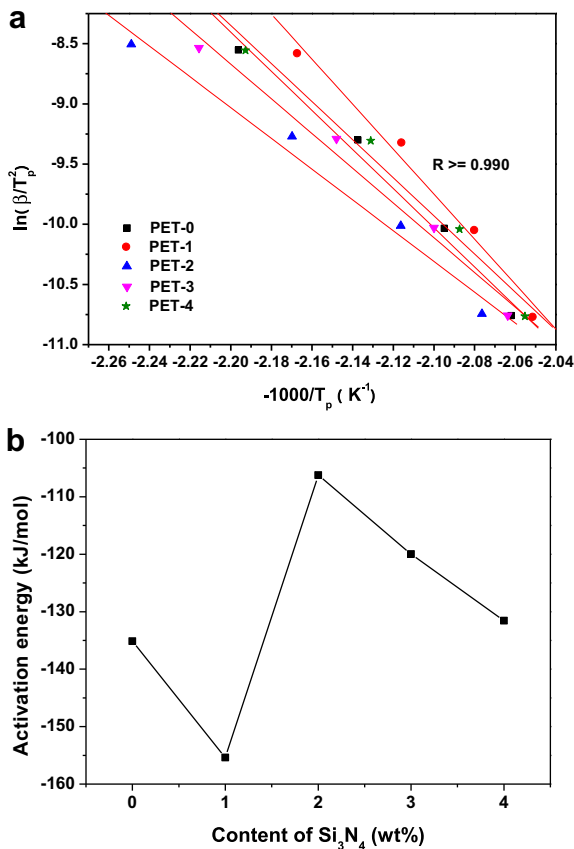 a
-8.5
-9.0
-9.5
-10.0
-10.5
-11.0
ln( β/T_p^2)
R >= 0.990
PET-0
PET-1
PET-2
PET-3
PET-4
-2.26 -2.24 -2.22 -2.20 -2.18 -2.16 -2.14 -2.12 -2.10 -2.08 -2.06 -2.04
-1000/T_p ( K^-1)
b
-100
-110
-120
-130
-140
-150
-160
Activation energy (kJ/mol)
0 1 2 3 4
Content of Si_3N_4 (wt%)